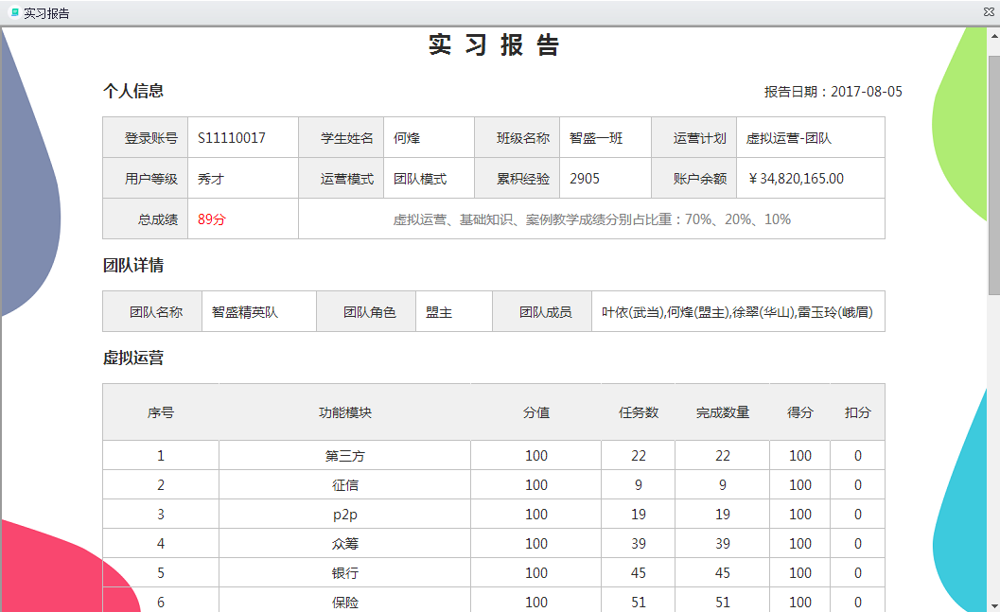 实习报告
实 习 报 告
个人信息
报告日期：2017-08-05
登录账号 S11110017 学生姓名 何烽 班级名称 智盛一班 运营计划 虚拟运营-团队
用户等级 秀才 运营模式 团队模式 累积经验 2905 账户余额 ￥34,820,165.00
总成绩 89分 虚拟运营、基础知识、案例教学成绩分别占比重：70%、20%、10%
团队详情
团队名称 智盛精英队 团队角色 盟主 团队成员 叶依(武当),何烽(盟主),徐翠(华山),雷玉玲(峨眉)
虚拟运营
序号 功能模块 分值 任务数 完成数量 得分 扣分
1 第三方 100 22 22 100 0
2 征信 100 9 9 100 0
3 p2p 100 19 19 100 0
4 众筹 100 39 39 100 0
5 银行 100 45 45 100 0
6 保险 100 51 51 100 0